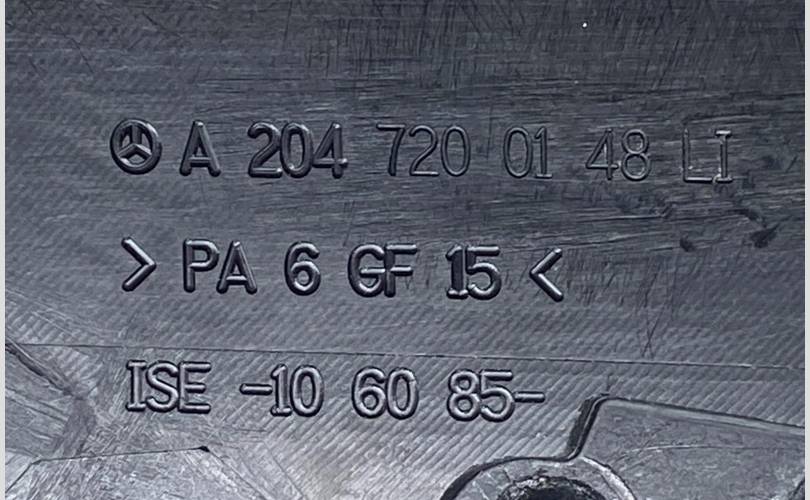 A 204 720 01 48 LI
> PA 6 GF 15 <
ISE -10 60 85-